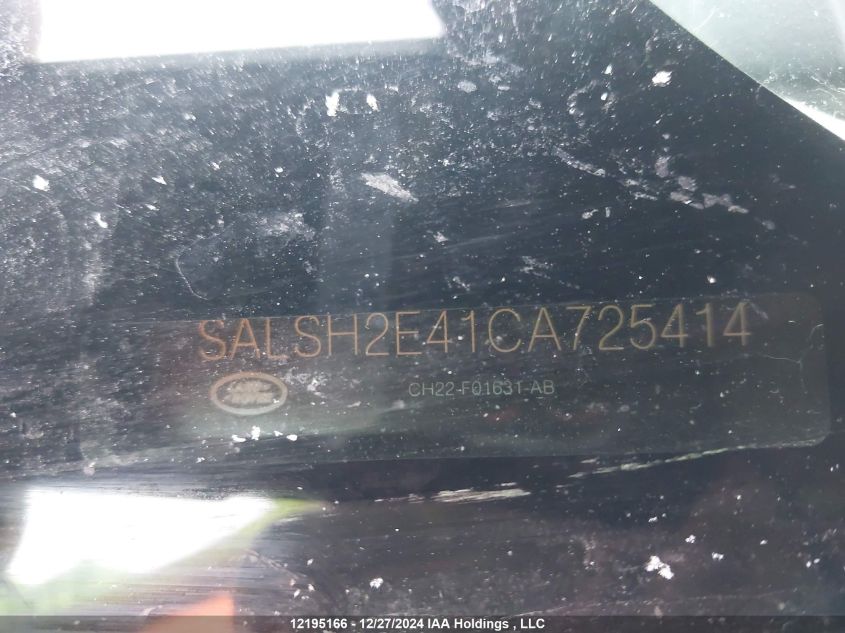 SALSH2E41CA725414
CH22-F01631-AB
12195166 - 12/27/2024 IAA Holdings , LLC